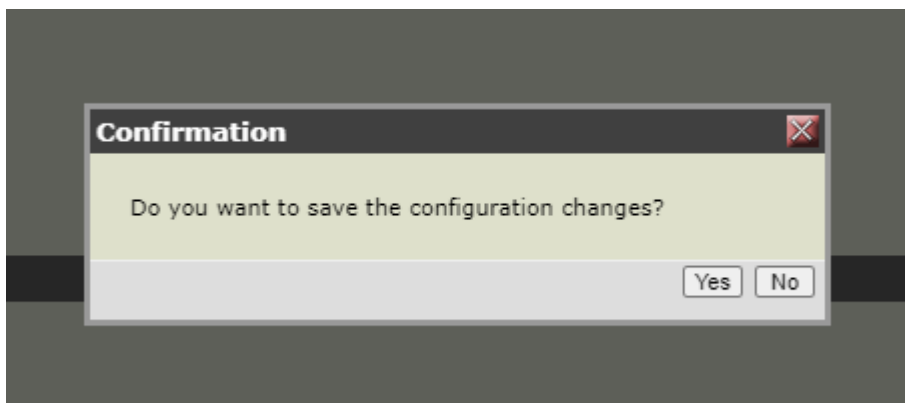 Confirmation
Do you want to save the configuration changes?
Yes No